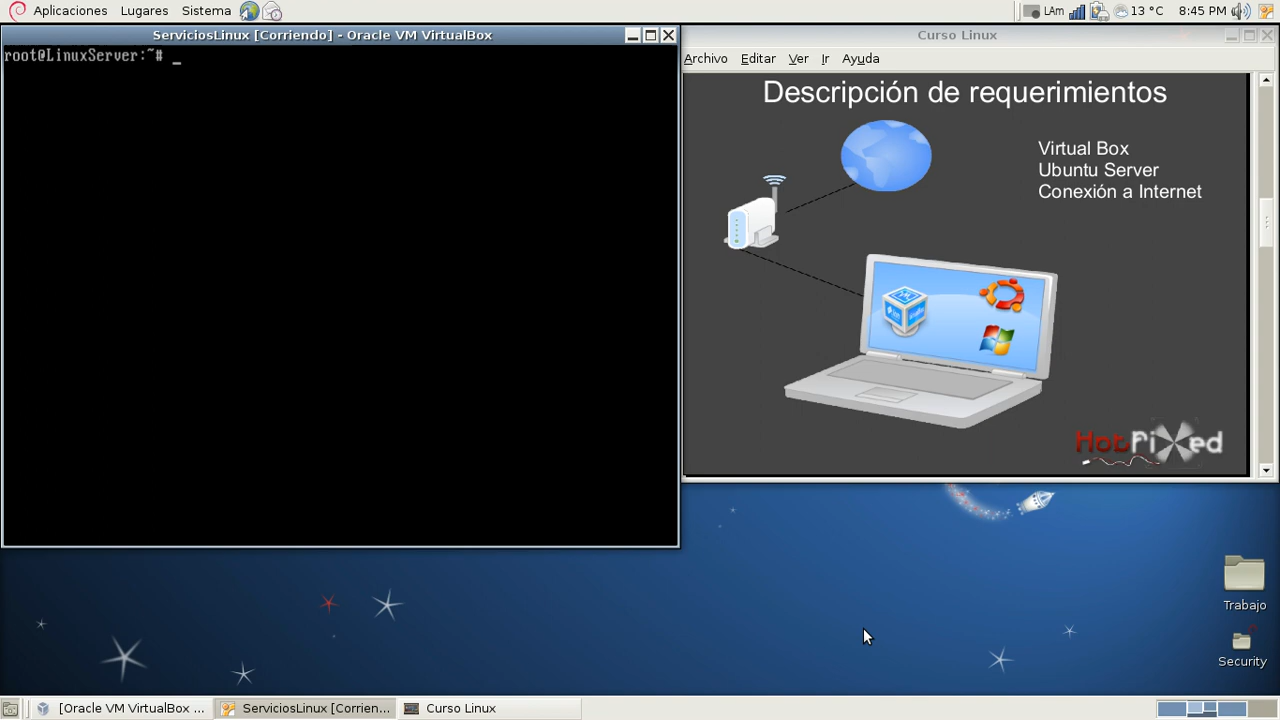 Aplicaciones Lugares Sistema
LAm 13 °C 8:45 PM
ServiciosLinux [Corriendo] - Oracle VM VirtualBox
root@LinuxServer:~# _
Curso Linux
Archivo Editar Ver Ir Ayuda
Descripción de requerimientos
Virtual Box
Ubuntu Server
Conexión a Internet
HotFixed
Trabajo
Security
[Oracle VM VirtualBox ...
ServiciosLinux [Corrien...
Curso Linux